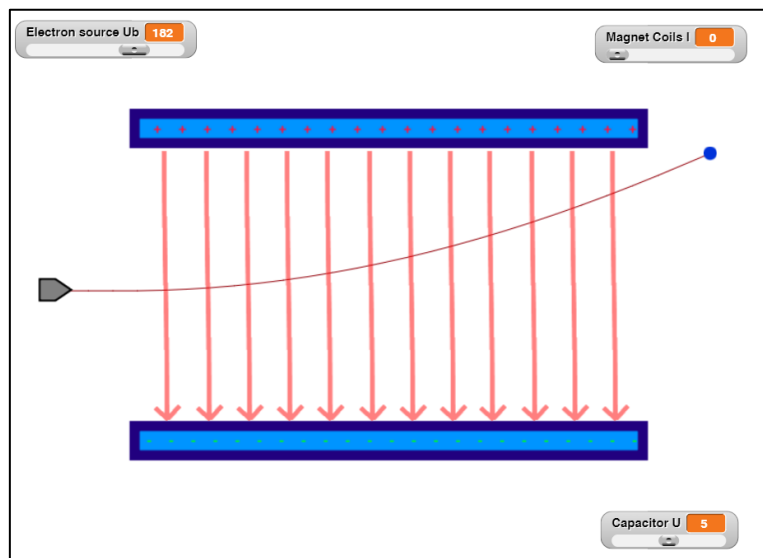 Electron source Ub 182
Magnet Coils I 0
+ + + + + + + + + + + + + + + + + + + +
- - - - - - - - - - - - - - - - - - - -
Capacitor U 5